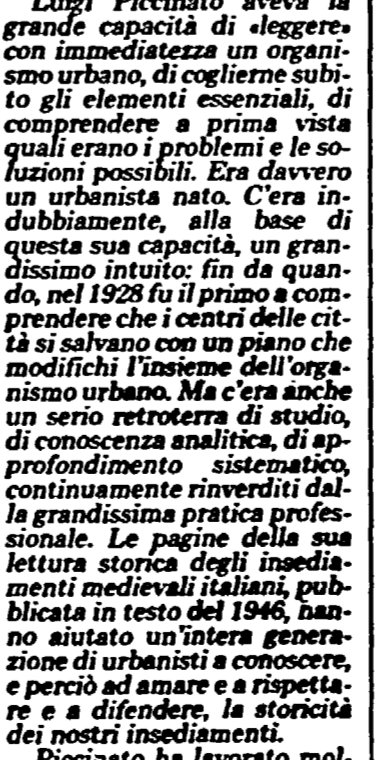 Luigi Piccinato aveva la
grande capacità di «leggere»
con immediatezza un organi-
smo urbano, di coglierne subi-
to gli elementi essenziali, di
comprendere a prima vista
quali erano i problemi e le so-
luzioni possibili. Era davvero
un urbanista nato. C'era in-
dubbiamente, alla base di
questa sua capacità, un gran-
dissimo intuito: fin da quan-
do, nel 1928 fu il primo a com-
prendere che i centri delle cit-
tà si salvano con un piano che
modifichi l'insieme dell'orga-
nismo urbano. Ma c'era anche
un serio retroterra di studio,
di conoscenza analitica, di ap-
profondimento sistematico,
continuamente rinverditi dal-
la grandissima pratica profes-
sionale. Le pagine della sua
lettura storica degli insedia-
menti medievali italiani, pub-
blicata in testo del 1946, han-
no aiutato un'intera genera-
zione di urbanisti a conoscere,
e perciò ad amare e a rispetta-
re e a difendere, la storicità
dei nostri insediamenti.
Piccinato ha lavorato mol-